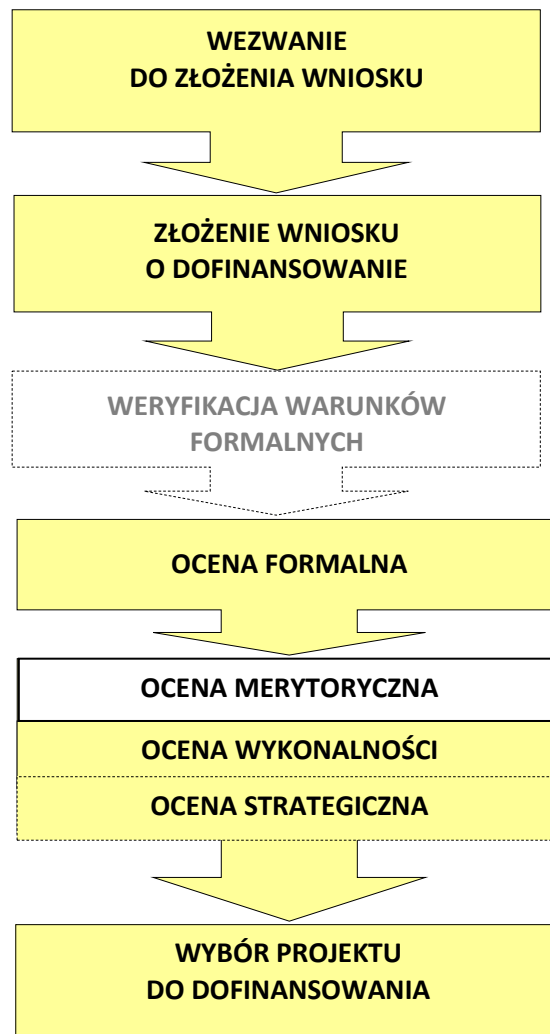 WEZWANIE
DO ZŁOŻENIA WNIOSKU
ZŁOŻENIE WNIOSKU
O DOFINANSOWANIE
WERYFIKACJA WARUNKÓW
FORMALNYCH
OCENA FORMALNA
OCENA MERYTORYCZNA
OCENA WYKONALNOŚCI
OCENA STRATEGICZNA
WYBÓR PROJEKTU
DO DOFINANSOWANIA